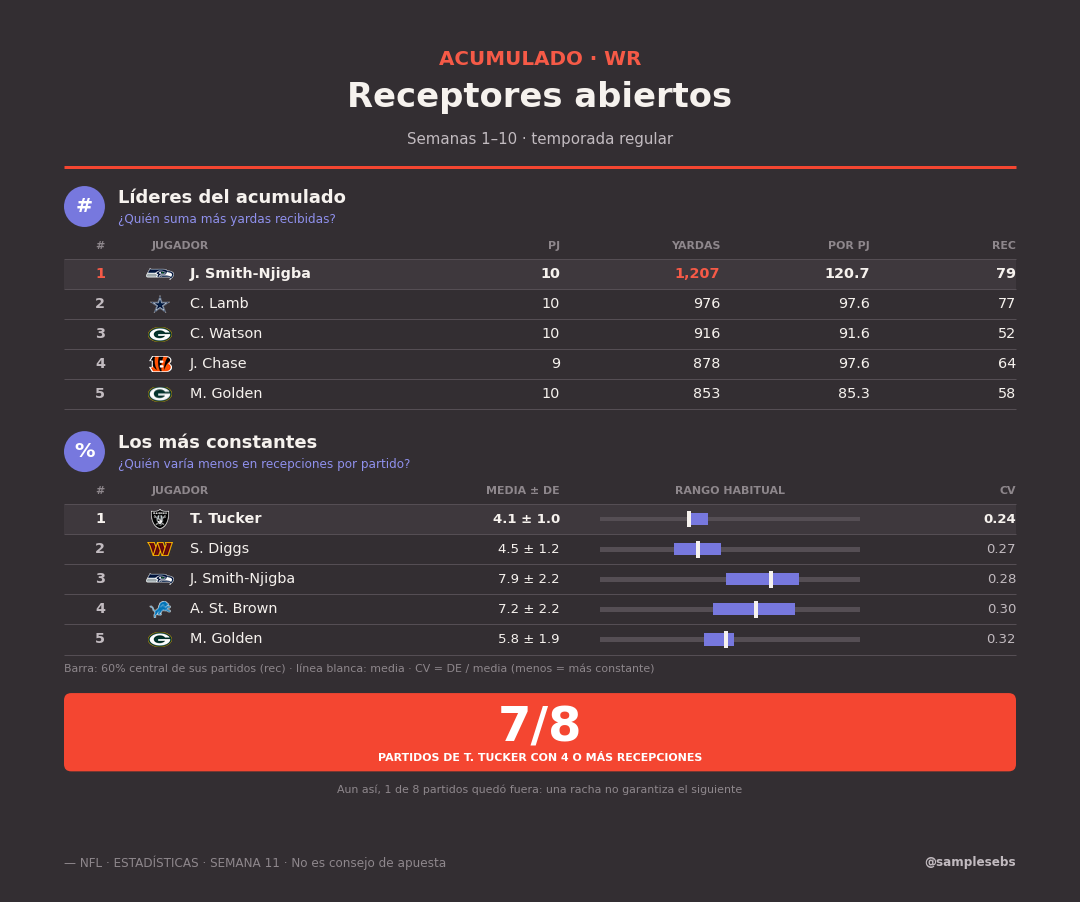 ACUMULADO · WR
Receptores abiertos
Semanas 1–10 · temporada regular
# Líderes del acumulado
¿Quién suma más yardas recibidas?
# JUGADOR PJ YARDAS POR PJ REC
1 J. Smith-Njigba 10 1,207 120.7 79
2 C. Lamb 10 976 97.6 77
3 C. Watson 10 916 91.6 52
4 J. Chase 9 878 97.6 64
5 M. Golden 10 853 85.3 58
% Los más constantes
¿Quién varía menos en recepciones por partido?
# JUGADOR MEDIA ± DE RANGO HABITUAL CV
1 T. Tucker 4.1 ± 1.0 0.24
2 S. Diggs 4.5 ± 1.2 0.27
3 J. Smith-Njigba 7.9 ± 2.2 0.28
4 A. St. Brown 7.2 ± 2.2 0.30
5 M. Golden 5.8 ± 1.9 0.32
Barra: 60% central de sus partidos (rec) · línea blanca: media · CV = DE / media (menos = más constante)
7/8
PARTIDOS DE T. TUCKER CON 4 O MÁS RECEPCIONES
Aun así, 1 de 8 partidos quedó fuera: una racha no garantiza el siguiente
— NFL · ESTADÍSTICAS · SEMANA 11 · No es consejo de apuesta
@samplesebs